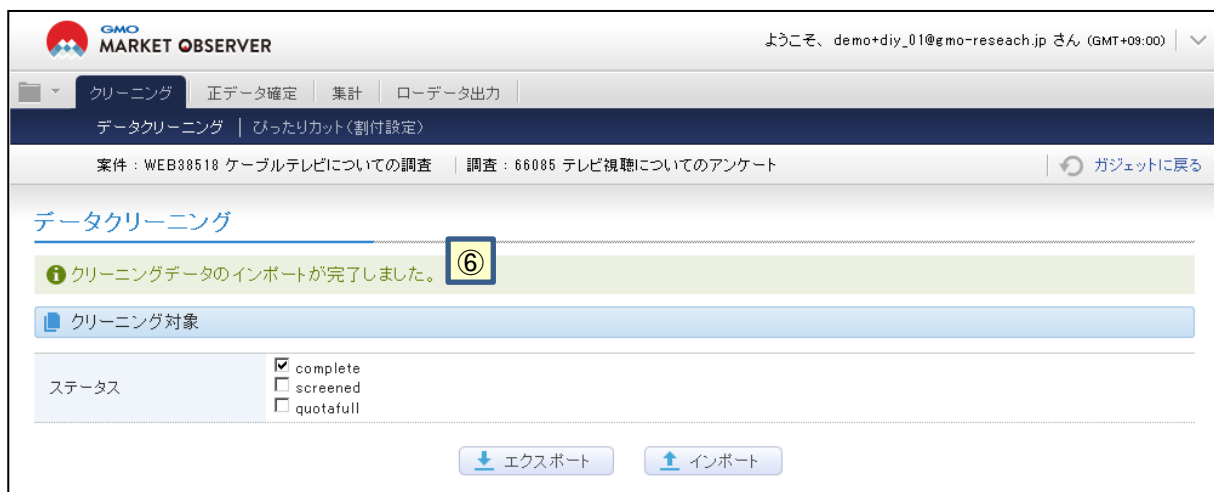 GMO
MARKET OBSERVER
ようこそ、demo+diy_01@gmo-reseach.jp さん (GMT+09:00)
クリーニング 正データ確定 集計 ローデータ出力
データクリーニング ぴったりカット(割付設定)
案件:WEB38518 ケーブルテレビについての調査 調査:66085 テレビ視聴についてのアンケート ガジェットに戻る
データクリーニング
クリーニングデータのインポートが完了しました。 ⑥
クリーニング対象
ステータス
complete
screened
quotafull
エクスポート インポート